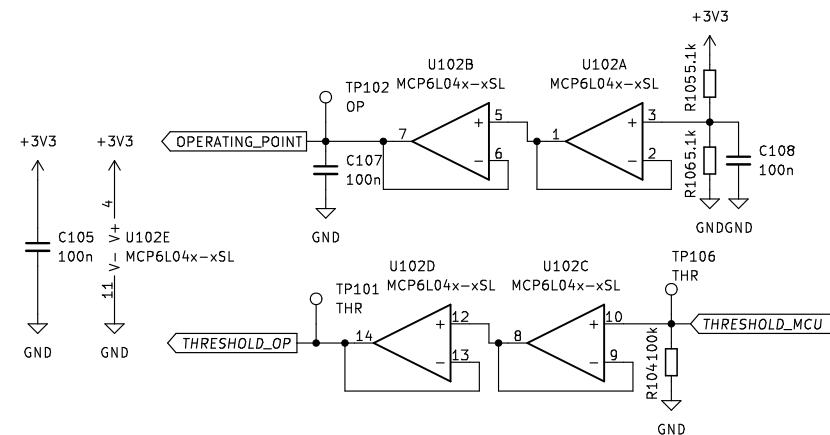 +3V3
U102B
MCP6L04x-xSL
U102A
MCP6L04x-xSL
TP102
OP
R105 5.1k
5
3
+
+
OPERATING_POINT
7
1
-
6
-
2
C107
100n
R106 5.1k
C108
100n
+3V3
+3V3
GND
GND
GND
4
V+
V-
11
C105
100n
U102E
MCP6L04x-xSL
GND
GND
TP101
THR
U102D
MCP6L04x-xSL
U102C
MCP6L04x-xSL
TP106
THR
12
10
+
+
THRESHOLD_MCU
THRESHOLD_OP
14
8
-
13
-
9
R104 100k
GND